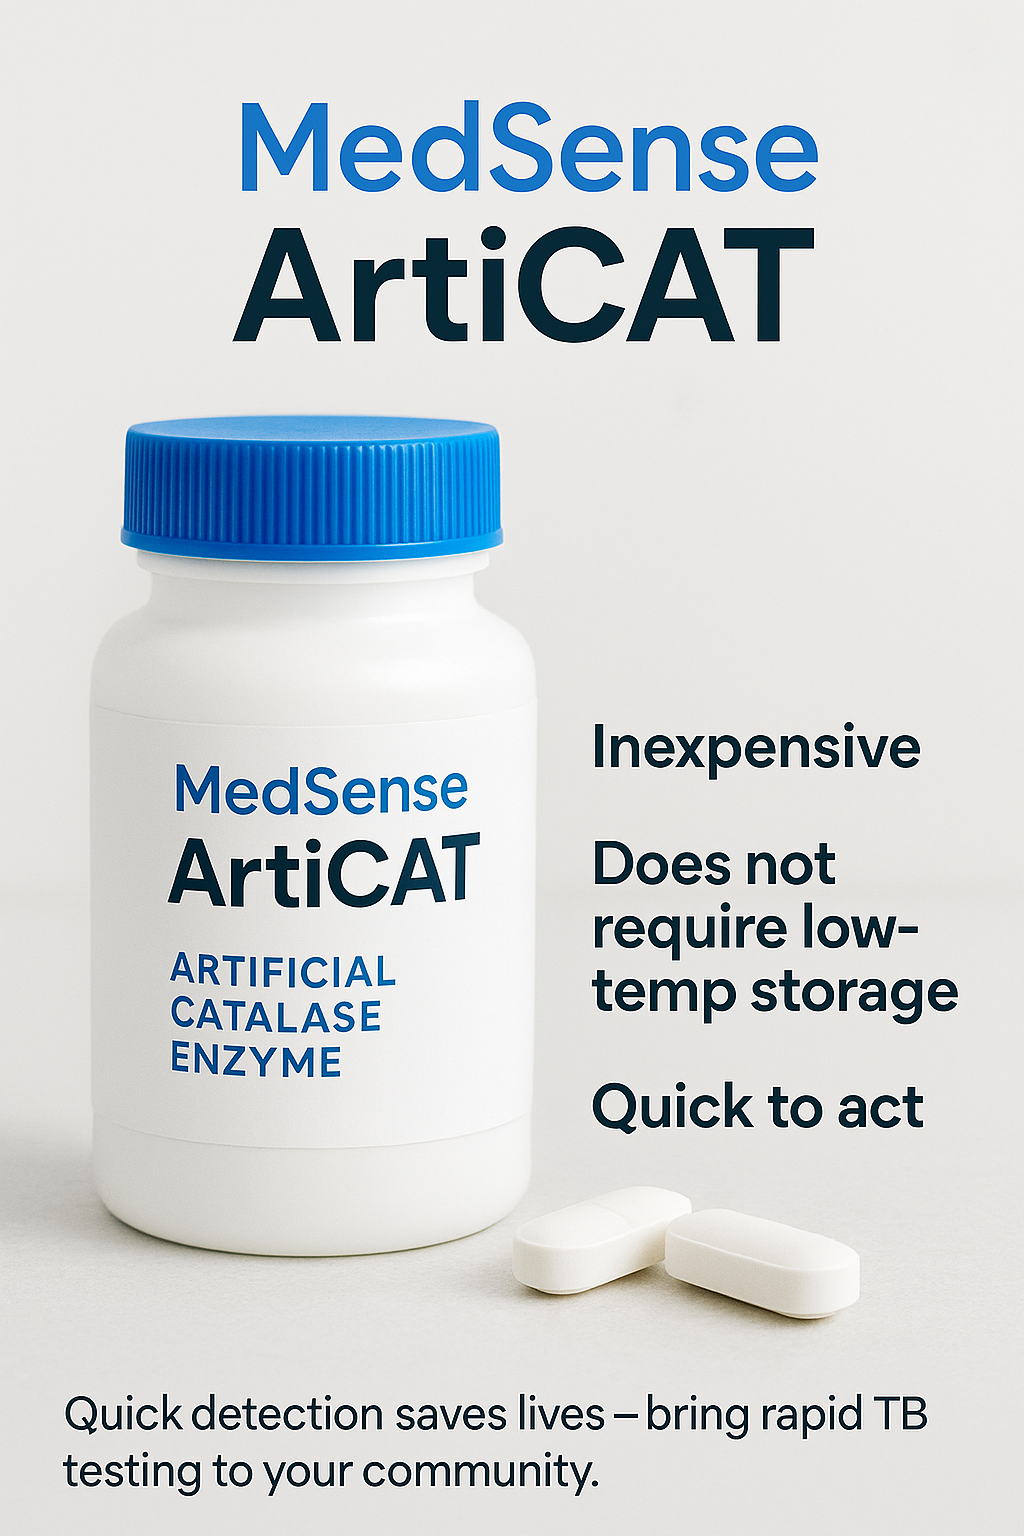 MedSense
ArtiCAT
MedSense
ArtiCAT
ARTIFICIAL
CATALASE
ENZYME
Inexpensive
Does not
require low-
temp storage
Quick to act
Quick detection saves lives – bring rapid TB
testing to your community.